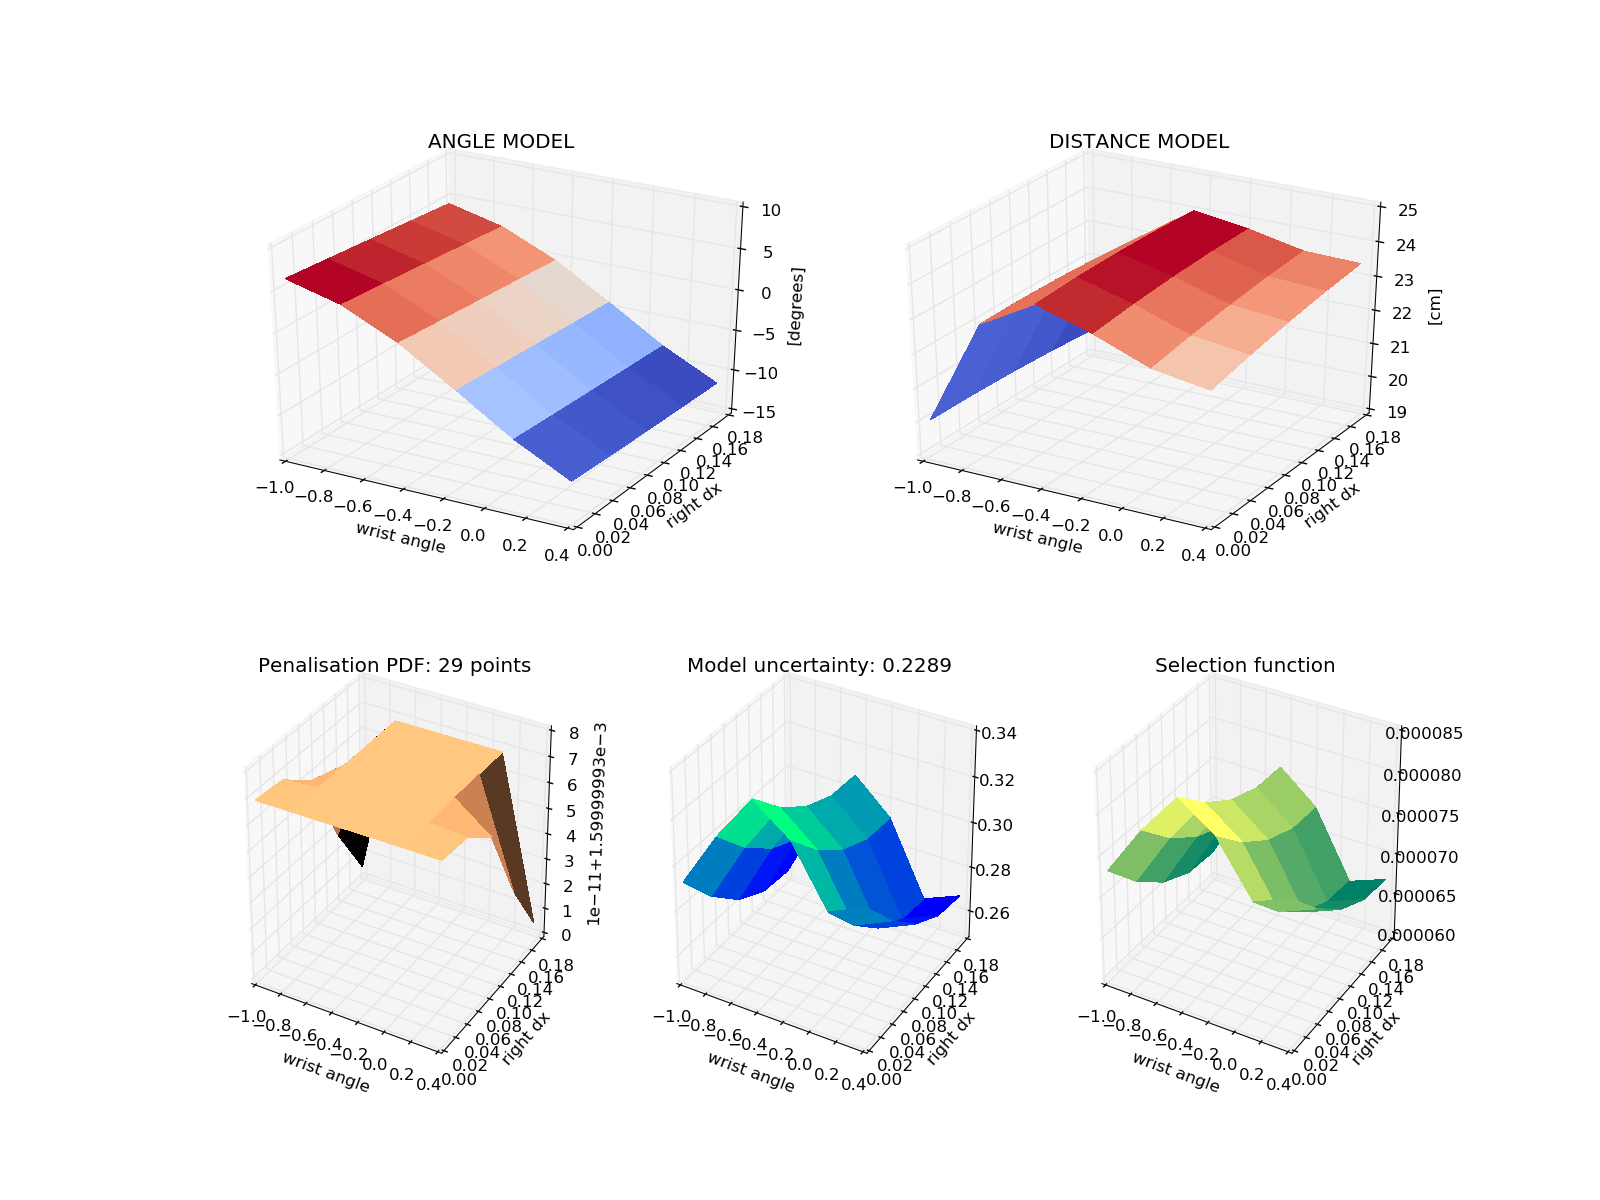 ANGLE MODEL
10
5
0
−5
−10
−15
[degrees]
−1.0 −0.8 −0.6 −0.4 −0.2 0.0 0.2 0.4
wrist angle
0.00 0.02 0.04 0.06 0.08 0.10 0.12 0.14 0.16 0.18
right dx
DISTANCE MODEL
25
24
23
22
21
20
19
[cm]
−1.0 −0.8 −0.6 −0.4 −0.2 0.0 0.2 0.4
wrist angle
0.00 0.02 0.04 0.06 0.08 0.10 0.12 0.14 0.16 0.18
right dx
Penalisation PDF: 29 points
8
7
6
5
4
3
2
1
0
1e−11+1.599999993e−3
−1.0 −0.8 −0.6 −0.4 −0.2 0.0 0.2 0.4
wrist angle
0.00 0.02 0.04 0.06 0.08 0.10 0.12 0.14 0.16 0.18
right dx
Model uncertainty: 0.2289
0.34
0.32
0.30
0.28
0.26
−1.0 −0.8 −0.6 −0.4 −0.2 0.0 0.2 0.4
wrist angle
0.00 0.02 0.04 0.06 0.08 0.10 0.12 0.14 0.16 0.18
right dx
Selection function
0.000085
0.000080
0.000075
0.000070
0.000065
0.000060
−1.0 −0.8 −0.6 −0.4 −0.2 0.0 0.2 0.4
wrist angle
0.00 0.02 0.04 0.06 0.08 0.10 0.12 0.14 0.16 0.18
right dx